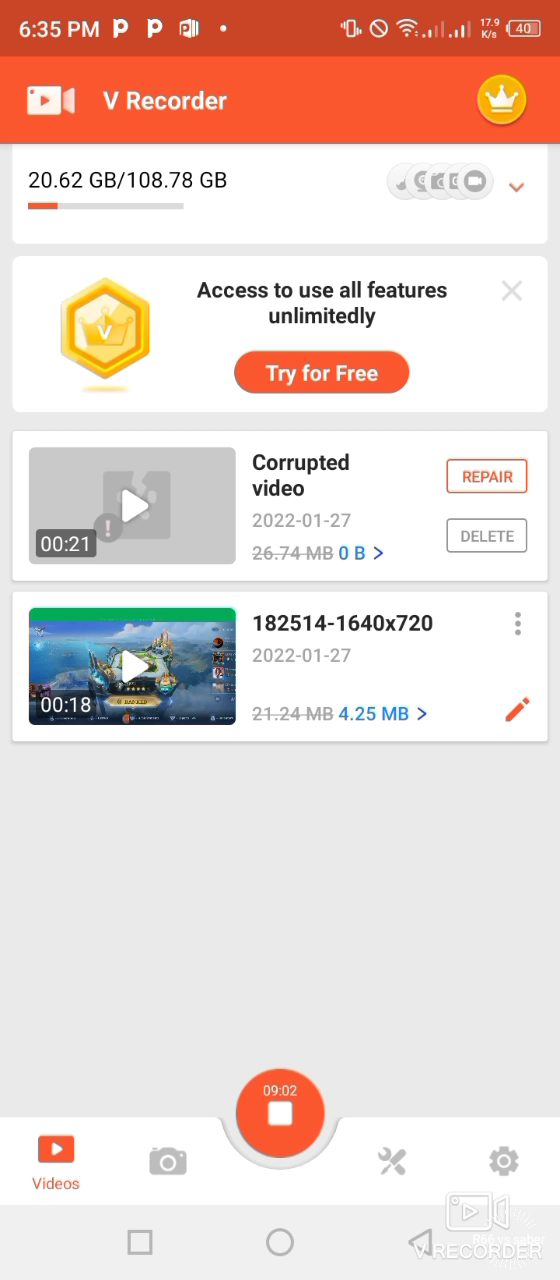 6:35 PM
17.9
K/s
40
V Recorder
20.62 GB/108.78 GB
Access to use all features
unlimitedly
Try for Free
V
Corrupted
video
REPAIR
2022-01-27
DELETE
00:21
26.74 MB 0 B >
182514-1640x720
2022-01-27
00:18
21.24 MB 4.25 MB >
09:02
Videos
V RECORDER